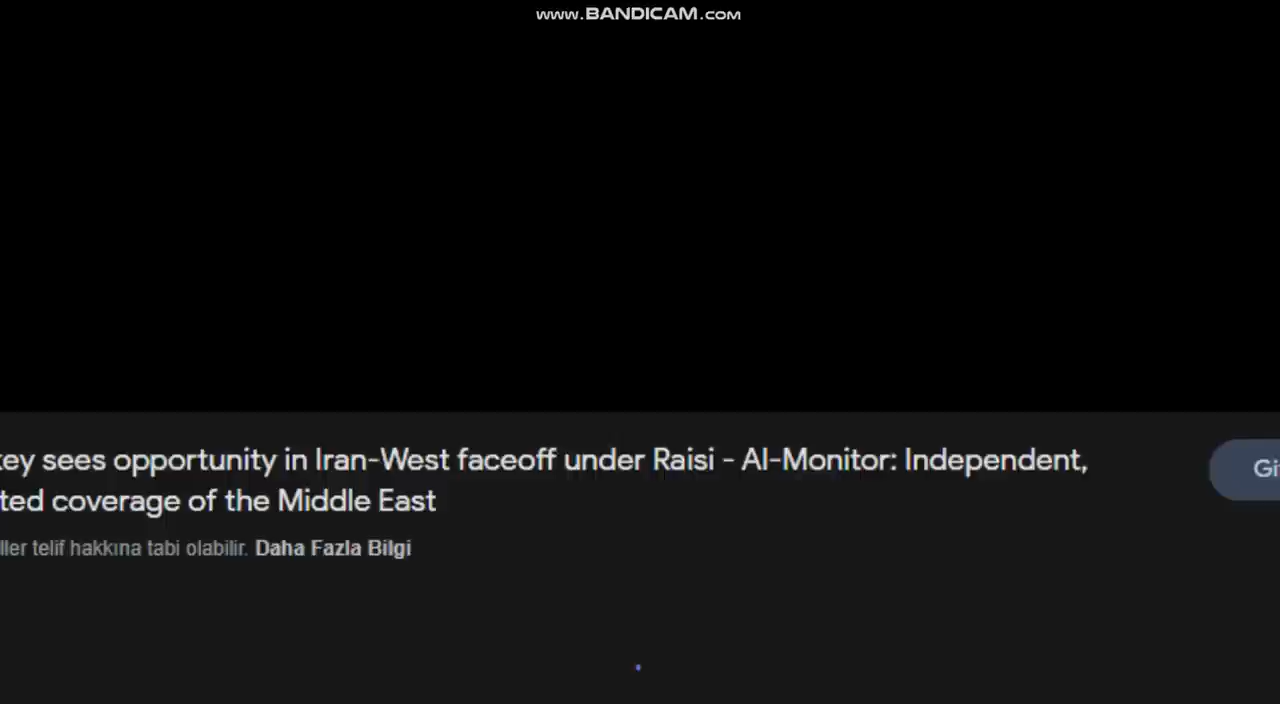 www.BANDICAM.com
key sees opportunity in Iran-West faceoff under Raisi - Al-Monitor: Independent,
ted coverage of the Middle East
ller telif hakkına tabi olabilir. Daha Fazla Bilgi
Gi